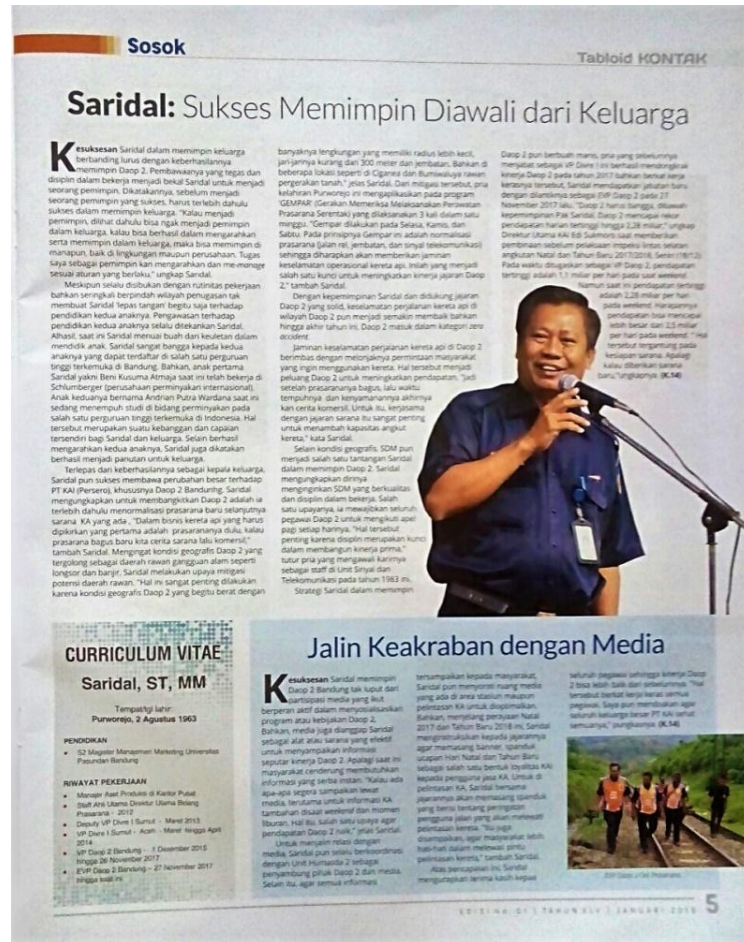 Sosok
Tabloid KONTAK
Saridal: Sukses Memimpin Diawali dari Keluarga
Kesuksesan Saridal dalam memimpin keluarga
berbanding lurus dengan keberhasilannya
memimpin Daop 2. Pembawaanya yang tegas dan
disiplin dalam bekerja menjadi bekal Saridal untuk menjadi
seorang pemimpin. Dikatakannya, sebelum menjadi
seorang pemimpin yang sukses, harus terlebih dahulu
sukses dalam memimpin keluarga. "Kalau menjadi
pemimpin, dilihat dahulu bisa ngak menjadi pemimpin
dalam keluarga, kalau bisa berhasil dalam mengarahkan
serta memimpin dalam keluarga, maka bisa memimpin di
manapun, baik di lingkungan maupun perusahaan. Tugas
saya sebagai pemimpin kan mengarahkan dan me-manage
sesuai aturan yang berlaku," ungkap Saridal.
Meskipun selalu disibukan dengan rutinitas pekerjaan
bahkan seringkali berpindah wilayah penugasan tak
membuat Saridal lepas tangan begitu saja terhadap
pendidikan kedua anaknya. Pengawasan terhadap
pendidikan kedua anaknya selalu ditekankan Saridal.
Alhasil, saat ini Saridal menuai buah dari keuletan dalam
mendidik anak. Saridal sangat bangga kepada kedua
anaknya yang dapat terdaftar di salah satu perguruan
tinggi terkemuka di Bandung. Bahkan, anak pertama
Saridal yakni Beni Kusuma Atmaja saat ini telah bekerja di
Schlumberger (perusahaan perminyakan internasional).
Anak keduanya bernama Andrian Putra Wardana saat ini
sedang menempuh studi di bidang perminyakan pada
salah satu perguruan tinggi terkemuka di Indonesia. Hal
tersebut merupakan suatu kebanggan dan capaian
tersendiri bagi Saridal dan keluarga. Selain berhasil
mengarahkan kedua anaknya, Saridal juga dikatakan
berhasil menjadi panutan untuk keluarga.
Terlepas dari keberhasilannya sebagai kepala keluarga,
Saridal pun sukses membawa perubahan besar terhadap
PT KAI (Persero), khususnya Daop 2 Bandung. Saridal
mengungkapkan untuk membangkitkan Daop 2 adalah ia
terlebih dahulu menormalisasi prasarana baru selanjutnya
sarana KA yang ada. "Dalam bisnis kereta api yang harus
dipikirkan yang pertama adalah prasarananya dulu, kalau
prasarana bagus baru kita cerita sarana lalu komersil,"
tambah Saridal. Mengingat kondisi geografis Daop 2 yang
tergolong sebagai daerah rawan gangguan alam seperti
longsor dan banjir, Saridal melakukan upaya mitigasi
potensi daerah rawan. "Hal ini sangat penting dilakukan
karena kondisi geografis Daop 2 yang begitu berat dengan
banyaknya lengkungan yang memiliki radius lebih kecil,
jari-jarinya kurang dari 300 meter dan jembatan. Bahkan di
beberapa lokasi seperti di Ciganea dan Bumiwaluya rawan
pergerakan tanah," jelas Saridal. Dari mitigasi tersebut, pria
kelahiran Purworejo ini mengaplikasikan pada program
'GEMPAR' (Gerakan Memeriksa Melaksanakan Perawatan
Prasarana Serentak) yang dilaksanakan 3 kali dalam satu
minggu. "Gempar dilakukan pada Selasa, Kamis, dan
Sabtu. Pada prinsipnya Gempar ini adalah normalisasi
prasarana (jalan rel, jembatan, dan sinyal telekomunikasi)
sehingga diharapkan akan memberikan jaminan
keselamatan operasional kereta api. Inilah yang menjadi
salah satu kunci untuk meningkatkan kinerja jajaran Daop
2," tambah Saridal.
Dengan kepemimpinan Saridal dan didukung jajaran
Daop 2 yang solid, keselamatan perjalanan kereta api di
wilayah Daop 2 pun menjadi semakin membaik bahkan
hingga akhir tahun ini, Daop 2 masuk dalam kategori zero
accident.
Jaminan keselamatan perjalanan kereta api di Daop 2
berimbas dengan melonjaknya permintaan masyarakat
yang ingin menggunakan kereta. Hal tersebut menjadi
peluang Daop 2 untuk meningkatkan pendapatan. "Jadi
setelah prasarananya bagus, lalu waktu
tempuhnya dan kenyamanannya akhirnya
kan cerita komersil. Untuk itu, kerjasama
dengan jajaran sarana itu sangat penting
untuk menambah kapasitas angkut
kereta," kata Saridal.
Selain kondisi geografis, SDM pun
menjadi salah satu tantangan Saridal
dalam memimpin Daop 2. Saridal
mengungkapkan dirinya
menginginkan SDM yang berkualitas
dan disiplin dalam bekerja. Salah
satu upayanya, ia mewajibkan seluruh
pegawai Daop 2 untuk mengikuti apel
pagi setiap harinya. "Hal tersebut
penting karena disiplin merupakan kunci
dalam membangun kinerja prima,"
tutur pria yang mengawali karirnya
sebagai staff di Unit Sinyal dan
Telekomunikasi pada tahun 1983 ini.
Strategi Saridal dalam memimpin
Daop 2 pun berbuah manis, pria yang sebelumnya
menjabat sebagai VP Divre I ini berhasil mendongkrak
kinerja Daop 2 pada tahun 2017 bahkan berkat kerja
kerasnya tersebut, Saridal mendapatkan jabatan baru
dengan dilantiknya sebagai EVP Daop 2 pada 27
November 2017 lalu. "Daop 2 harus bangga, dibawah
kepemimpinan Pak Saridal, Daop 2 mencapai rekor
pendapatan harian tertinggi hingga 2,28 miliar," ungkap
Direktur Utama KAI Edi Sukmoro saat memberikan
pembinaan sebelum pelaksanaan inspeksi lintas selatan
angkutan Natal dan Tahun Baru 2017/2018, Senin (18/12).
Pada waktu ditugaskan sebagai VP Daop 2, pendapatan
tertinggi adalah 1,1 miliar per hari pada saat weekend.
Namun saat ini pendapatan tertinggi
adalah 2,28 miliar per hari
pada weekend. "Harapannya
pendapatan bisa mencapai
lebih besar dari 2,5 miliar
per hari pada weekend. Hal
tersebut tergantung pada
kesiapan sarana. Apalagi
kalau diberikan sarana
baru,"ungkapnya. (K.14)
CURRICULUM VITAE
Saridal, ST, MM
Tempat/tgl lahir:
Purworejo, 2 Agustus 1963
PENDIDIKAN
• S2 Magister Manajemen Marketing Universitas
Pasundan Bandung
RIWAYAT PEKERJAAN
• Manajer Aset Produksi di Kantor Pusat
• Staff Ahli Utama Direktur Utama Bidang
Prasarana - 2012
• Deputy VP Divre I Sumut - Maret 2013
• VP Divre I Sumut - Aceh - Maret hingga April
2014
• VP Daop 2 Bandung - 1 Desember 2015
hingga 26 November 2017
• EVP Daop 2 Bandung – 27 November 2017
hingga saat ini
Jalin Keakraban dengan Media
Kesuksesan Saridal memimpin
Daop 2 Bandung tak luput dari
partisipasi media yang ikut
berperan aktif dalam menyosialisasikan
program atau kebijakan Daop 2.
Bahkan, media juga dianggap Saridal
sebagai alat atau sarana yang efektif
untuk menyampaikan informasi
seputar kinerja Daop 2. Apalagi saat ini
masyarakat cenderung membutuhkan
informasi yang serba instan. "Kalau ada
apa-apa segera sampaikan lewat
media, terutama untuk informasi KA
tambahan disaat weekend dan momen
liburan. Hal itu, salah satu upaya agar
pendapatan Daop 2 naik," jelas Saridal.
Untuk menjalin relasi dengan
media, Saridal pun selalu berkoordinasi
dengan Unit Humasda 2 sebagai
penyambung pihak Daop 2 dan media.
Selain itu, agar semua informasi
tersampaikan kepada masyarakat,
Saridal pun menyoroti ruang media
yang ada di area stasiun maupun
pelintasan KA untuk dioptimalkan.
Bahkan, menjelang perayaan Natal
2017 dan Tahun Baru 2018 ini, Saridal
menginstruksikan kepada jajarannya
agar memasang banner, spanduk
ucapan Hari Natal dan Tahun Baru
sebagai salah satu bentuk loyalitas KAI
kepada pengguna jasa KA. Untuk di
pelintasan KA, Saridal bersama
jajarannya akan memasang spanduk
yang berisi tentang peringatan
pengguna jalan yang akan melewati
pelintasan kereta. "Itu juga
disampaikan, agar masyarakat lebih
hati-hati dalam melewati pintu
pelintasan kereta," tambah Saridal.
Atas pencapaian ini, Saridal
mengucapkan terima kasih kepada
seluruh pegawai sehingga kinerja Daop
2 bisa lebih baik dari sebelumnya. "Hal
tersebut berkat kerja keras semua
pegawai. Saya pun mendoakan agar
seluruh keluarga besar PT KAI sehat
semuanya," pungkasnya. (K.14)
TAHUN XLV | JANUARI 2018 5